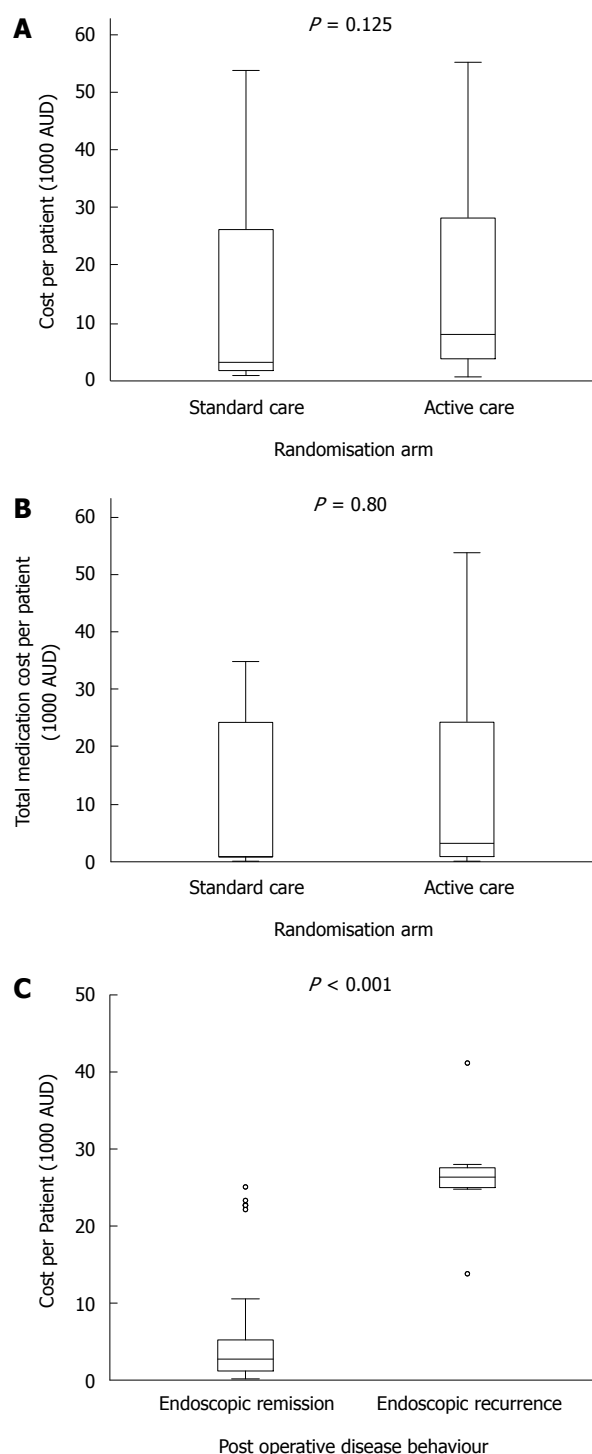 A
P = 0.125
Cost per patient (1000 AUD)
60
50
40
30
20
10
0
Standard care Active care
Randomisation arm
B
P = 0.80
Total medication cost per patient
(1000 AUD)
60
50
40
30
20
10
0
Standard care Active care
Randomisation arm
C
P < 0.001
Cost per Patient (1000 AUD)
50
40
30
20
10
0
Endoscopic remission Endoscopic recurrence
Post operative disease behaviour